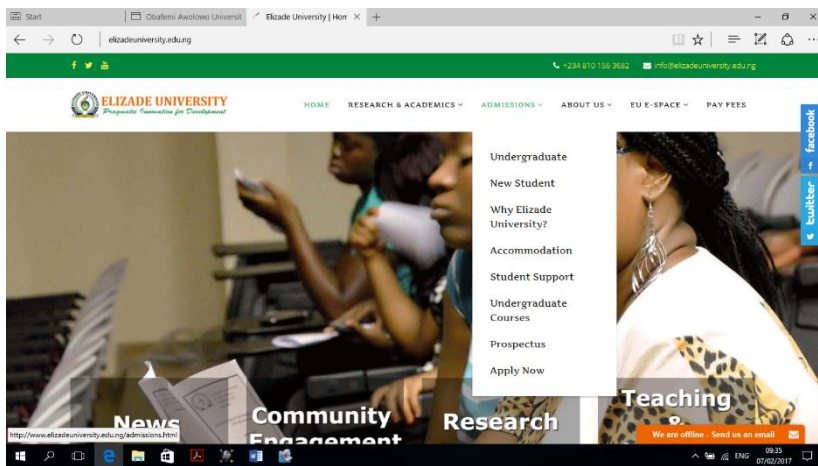 Start
Obafemi Awolowo Universit
Elizade University | Hom
elizadeuniversity.edu.ng
+234 810 156 3682
info@elizadeuniversity.edu.ng
ELIZADE UNIVERSITY
Pragmatic Innovation for Development
HOME
RESEARCH & ACADEMICS
ADMISSIONS
ABOUT US
EU E-SPACE
PAY FEES
facebook
twitter
Undergraduate
New Student
Why Elizade
University?
Accommodation
Student Support
Undergraduate
Courses
Prospectus
Apply Now
News
Community
Engagement
Research
Teaching
&
We are offline - Send us an email
http://www.elizadeuniversity.edu.ng/admissions.html
ENG
09:35
07/02/2017